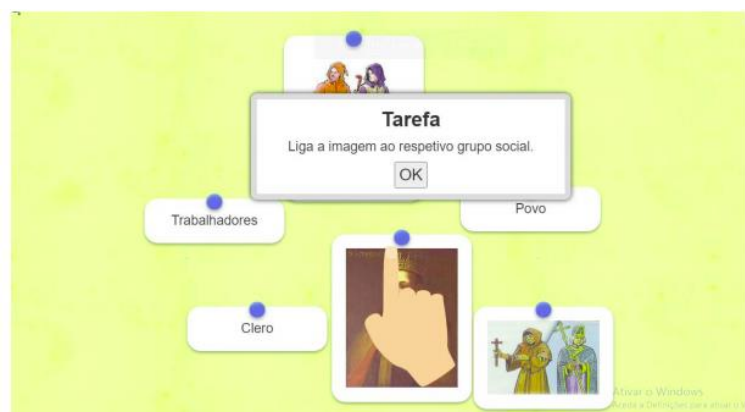 Tarefa
Liga a imagem ao respetivo grupo social.
OK
Trabalhadores
Povo
Clero
Ativar o Windows